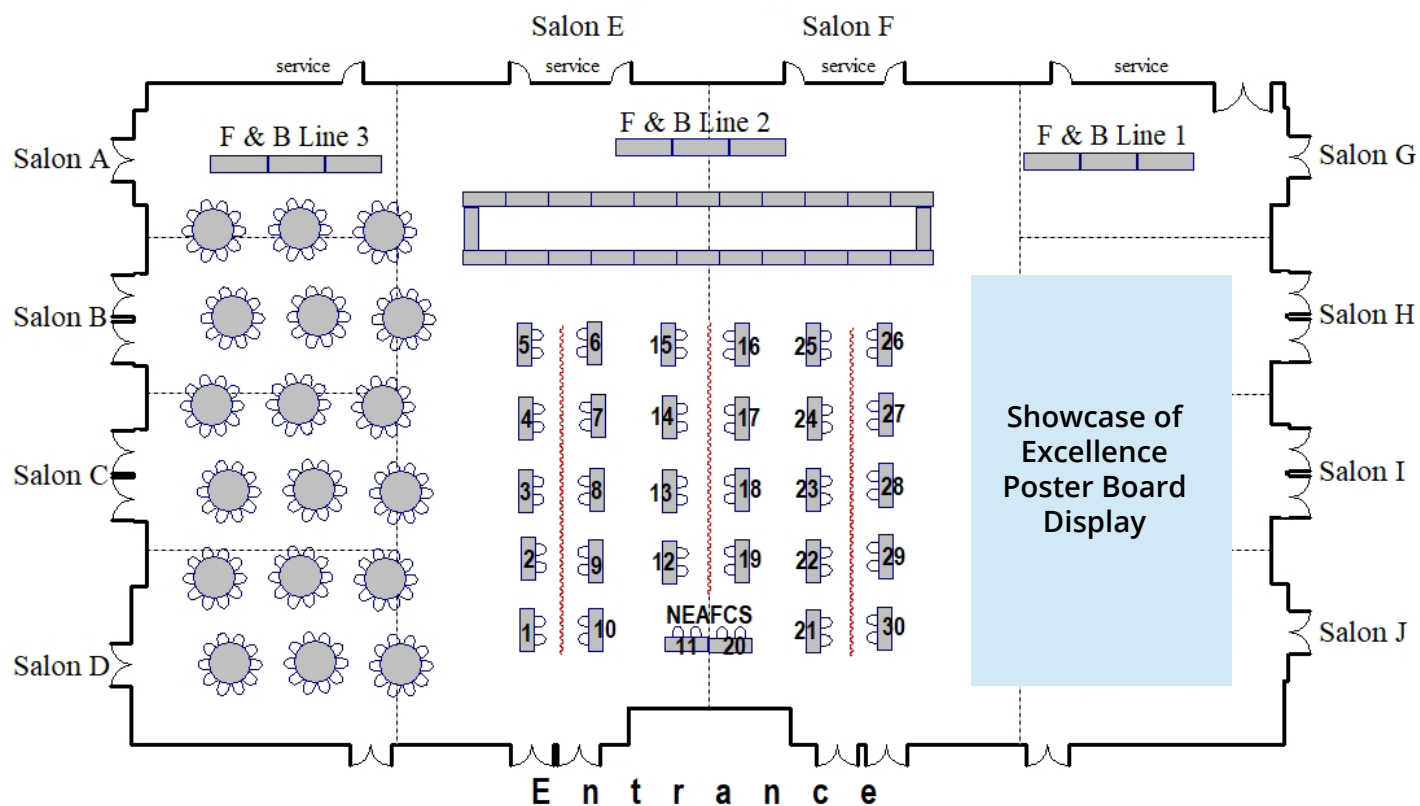 Salon E
Salon F
service
service
service
service
F & B Line 3
F & B Line 2
F & B Line 1
Salon A
Salon G
Salon B
Salon H
5
6
15
16
25
26
4
7
14
17
24
27
Showcase of
Excellence
Poster Board
Display
Salon C
Salon I
3
8
13
18
23
28
2
9
12
19
22
29
NEAFCS
1
10
11
20
21
30
Salon D
Salon J
Entrance